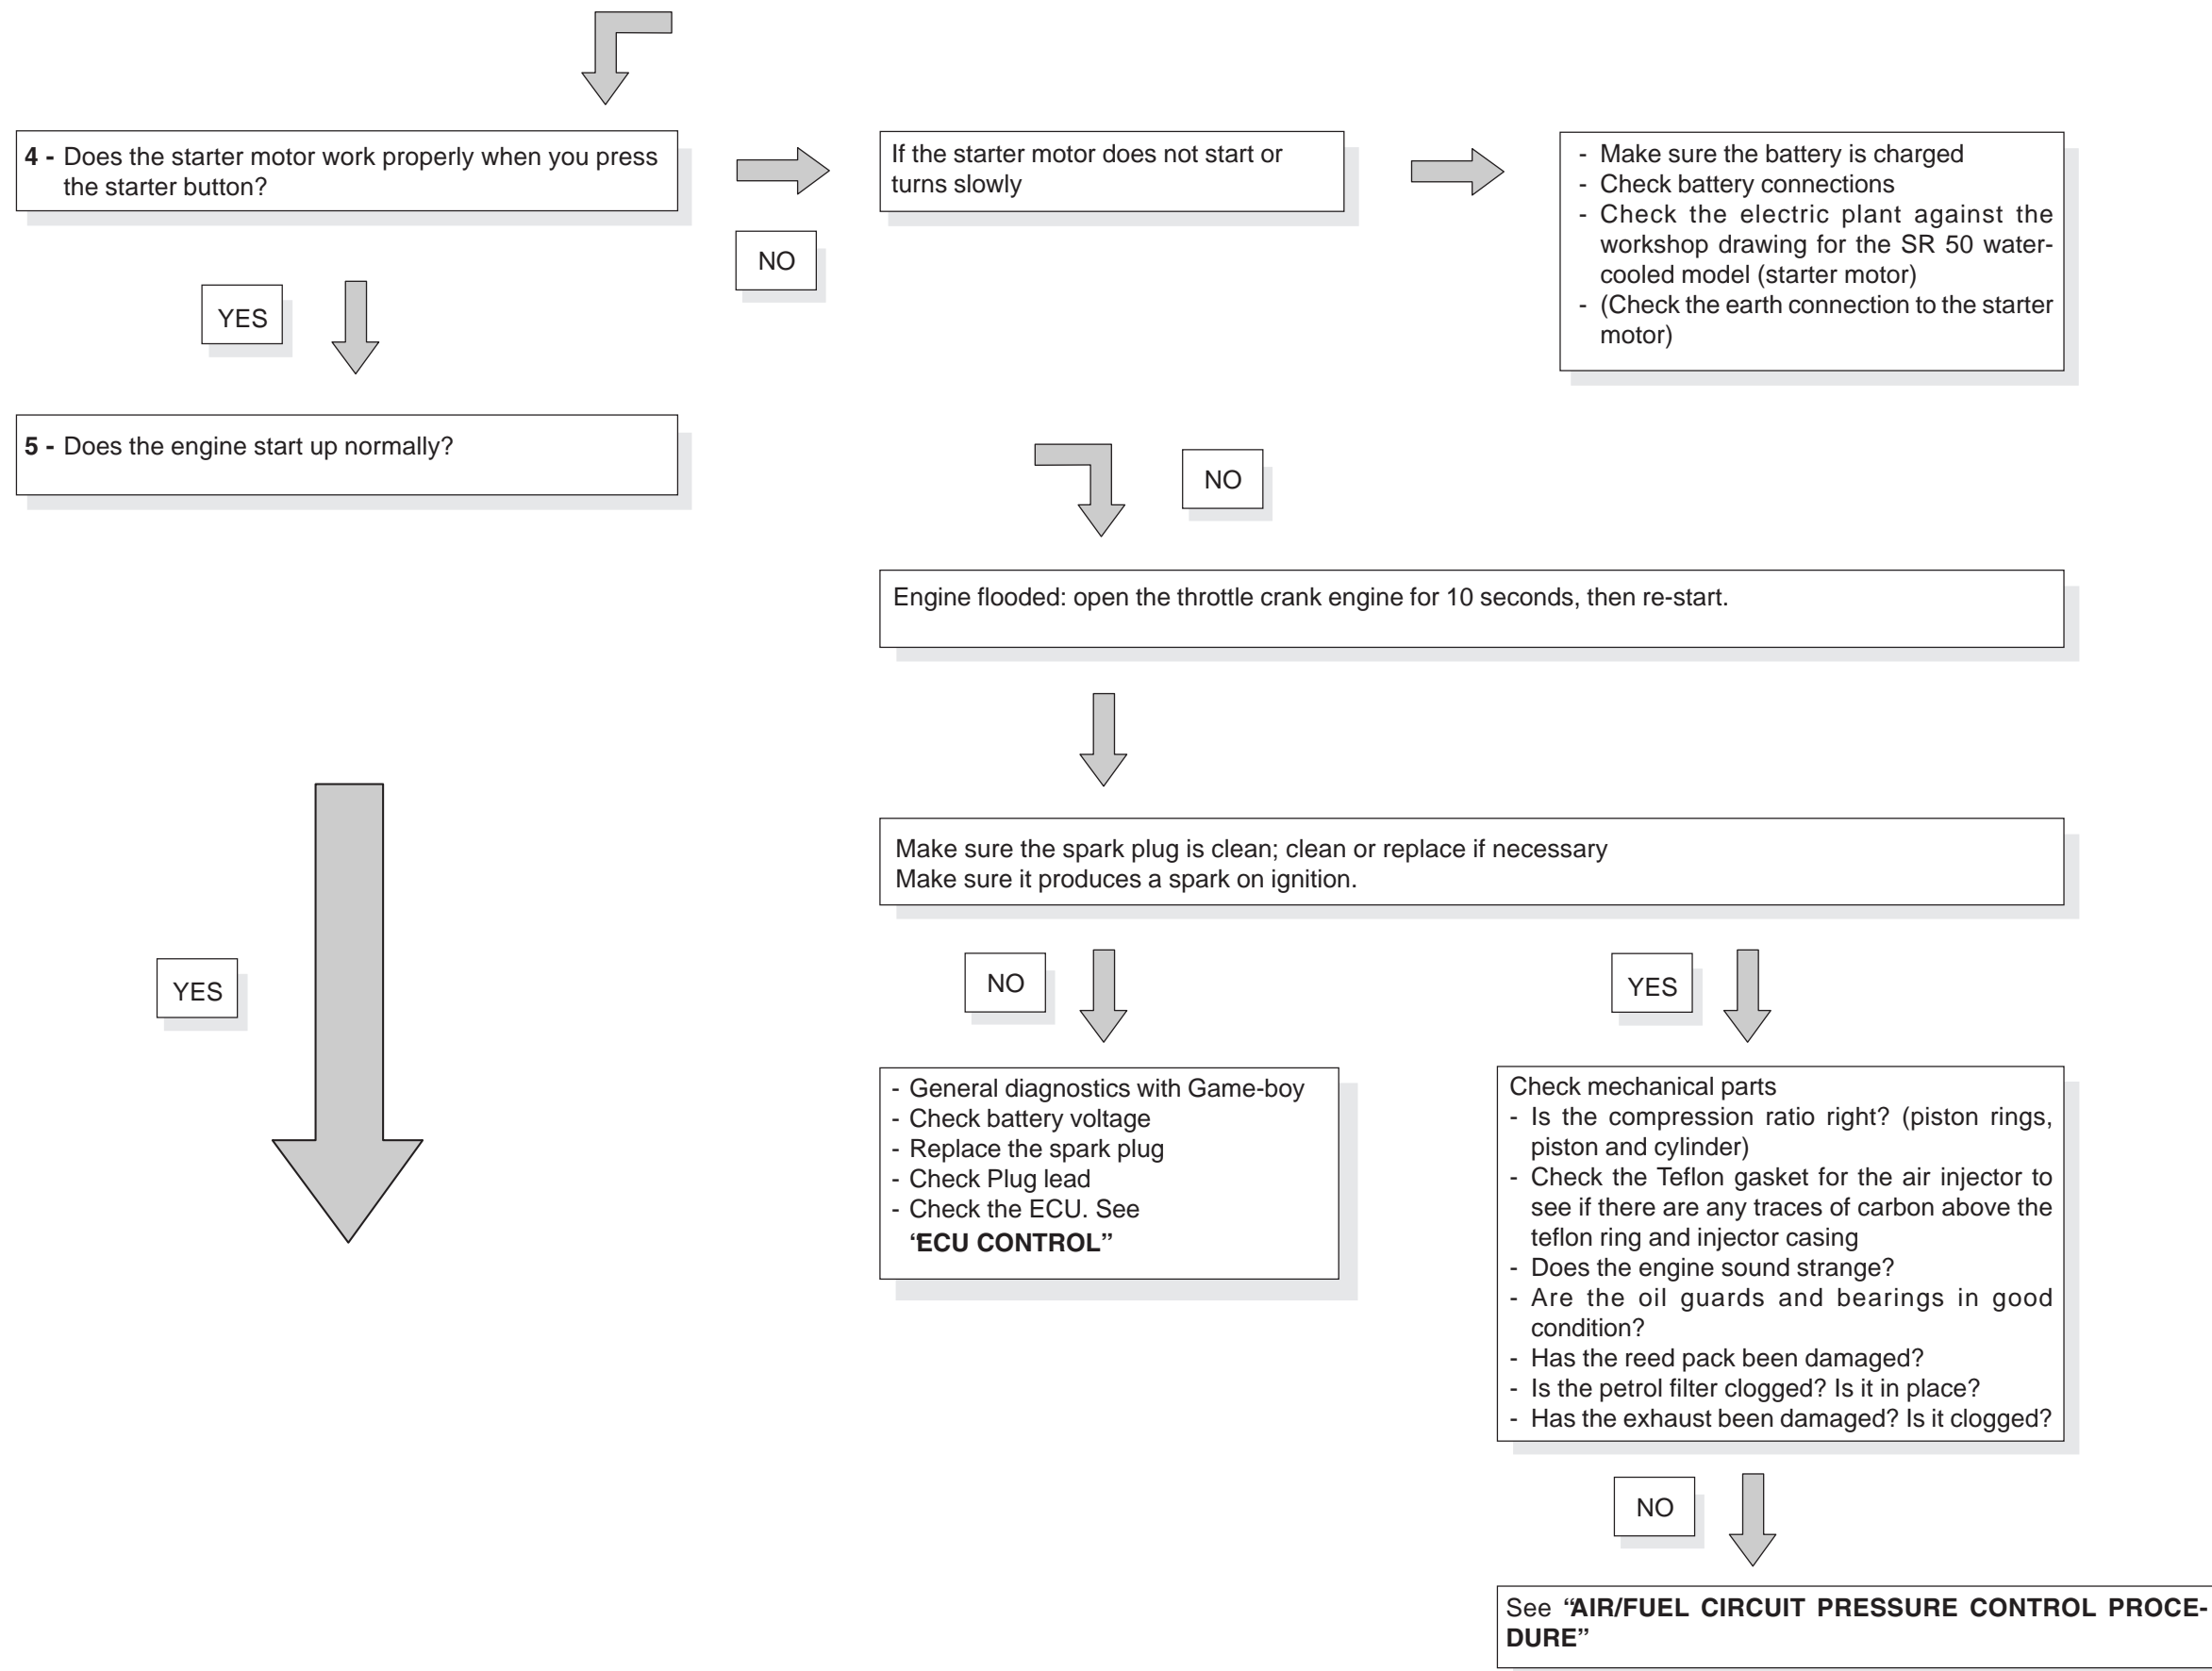 4 - Does the starter motor work properly when you press
the starter button?
NO
If the starter motor does not start or
turns slowly
- Make sure the battery is charged
- Check battery connections
- Check the electric plant against the
workshop drawing for the SR 50 water-
cooled model (starter motor)
- (Check the earth connection to the starter
motor)
YES
5 - Does the engine start up normally?
NO
Engine flooded: open the throttle crank engine for 10 seconds, then re-start.
Make sure the spark plug is clean; clean or replace if necessary
Make sure it produces a spark on ignition.
YES
NO
- General diagnostics with Game-boy
- Check battery voltage
- Replace the spark plug
- Check Plug lead
- Check the ECU. See
“ECU CONTROL”
YES
Check mechanical parts
- Is the compression ratio right? (piston rings,
piston and cylinder)
- Check the Teflon gasket for the air injector to
see if there are any traces of carbon above the
teflon ring and injector casing
- Does the engine sound strange?
- Are the oil guards and bearings in good
condition?
- Has the reed pack been damaged?
- Is the petrol filter clogged? Is it in place?
- Has the exhaust been damaged? Is it clogged?
NO
See “AIR/FUEL CIRCUIT PRESSURE CONTROL PROCE-
DURE”